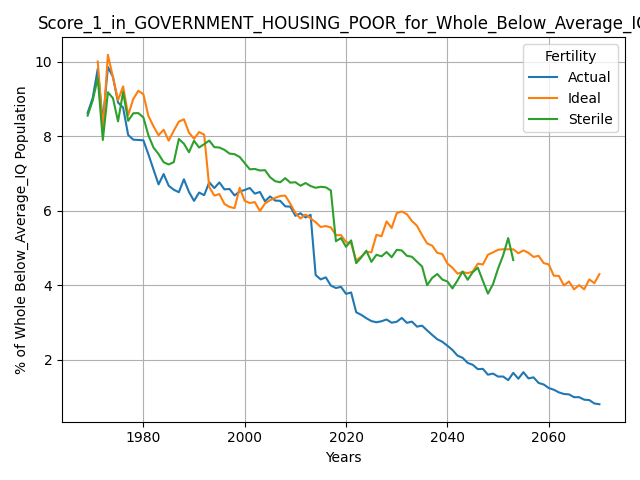 Score_1_in_GOVERNMENT_HOUSING_POOR_for_Whole_Below_Average_IQ
Fertility
Actual
Ideal
Sterile
% of Whole Below_Average_IQ Population
10
8
6
4
2
1980 2000 2020 2040 2060
Years